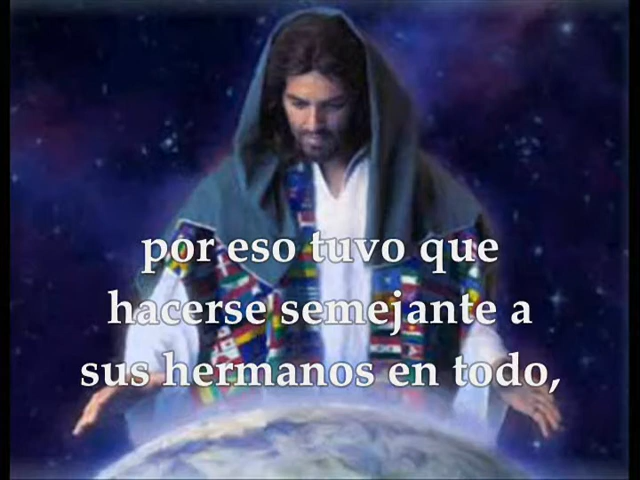 por eso tuvo que
hacerse semejante a
sus hermanos en todo,